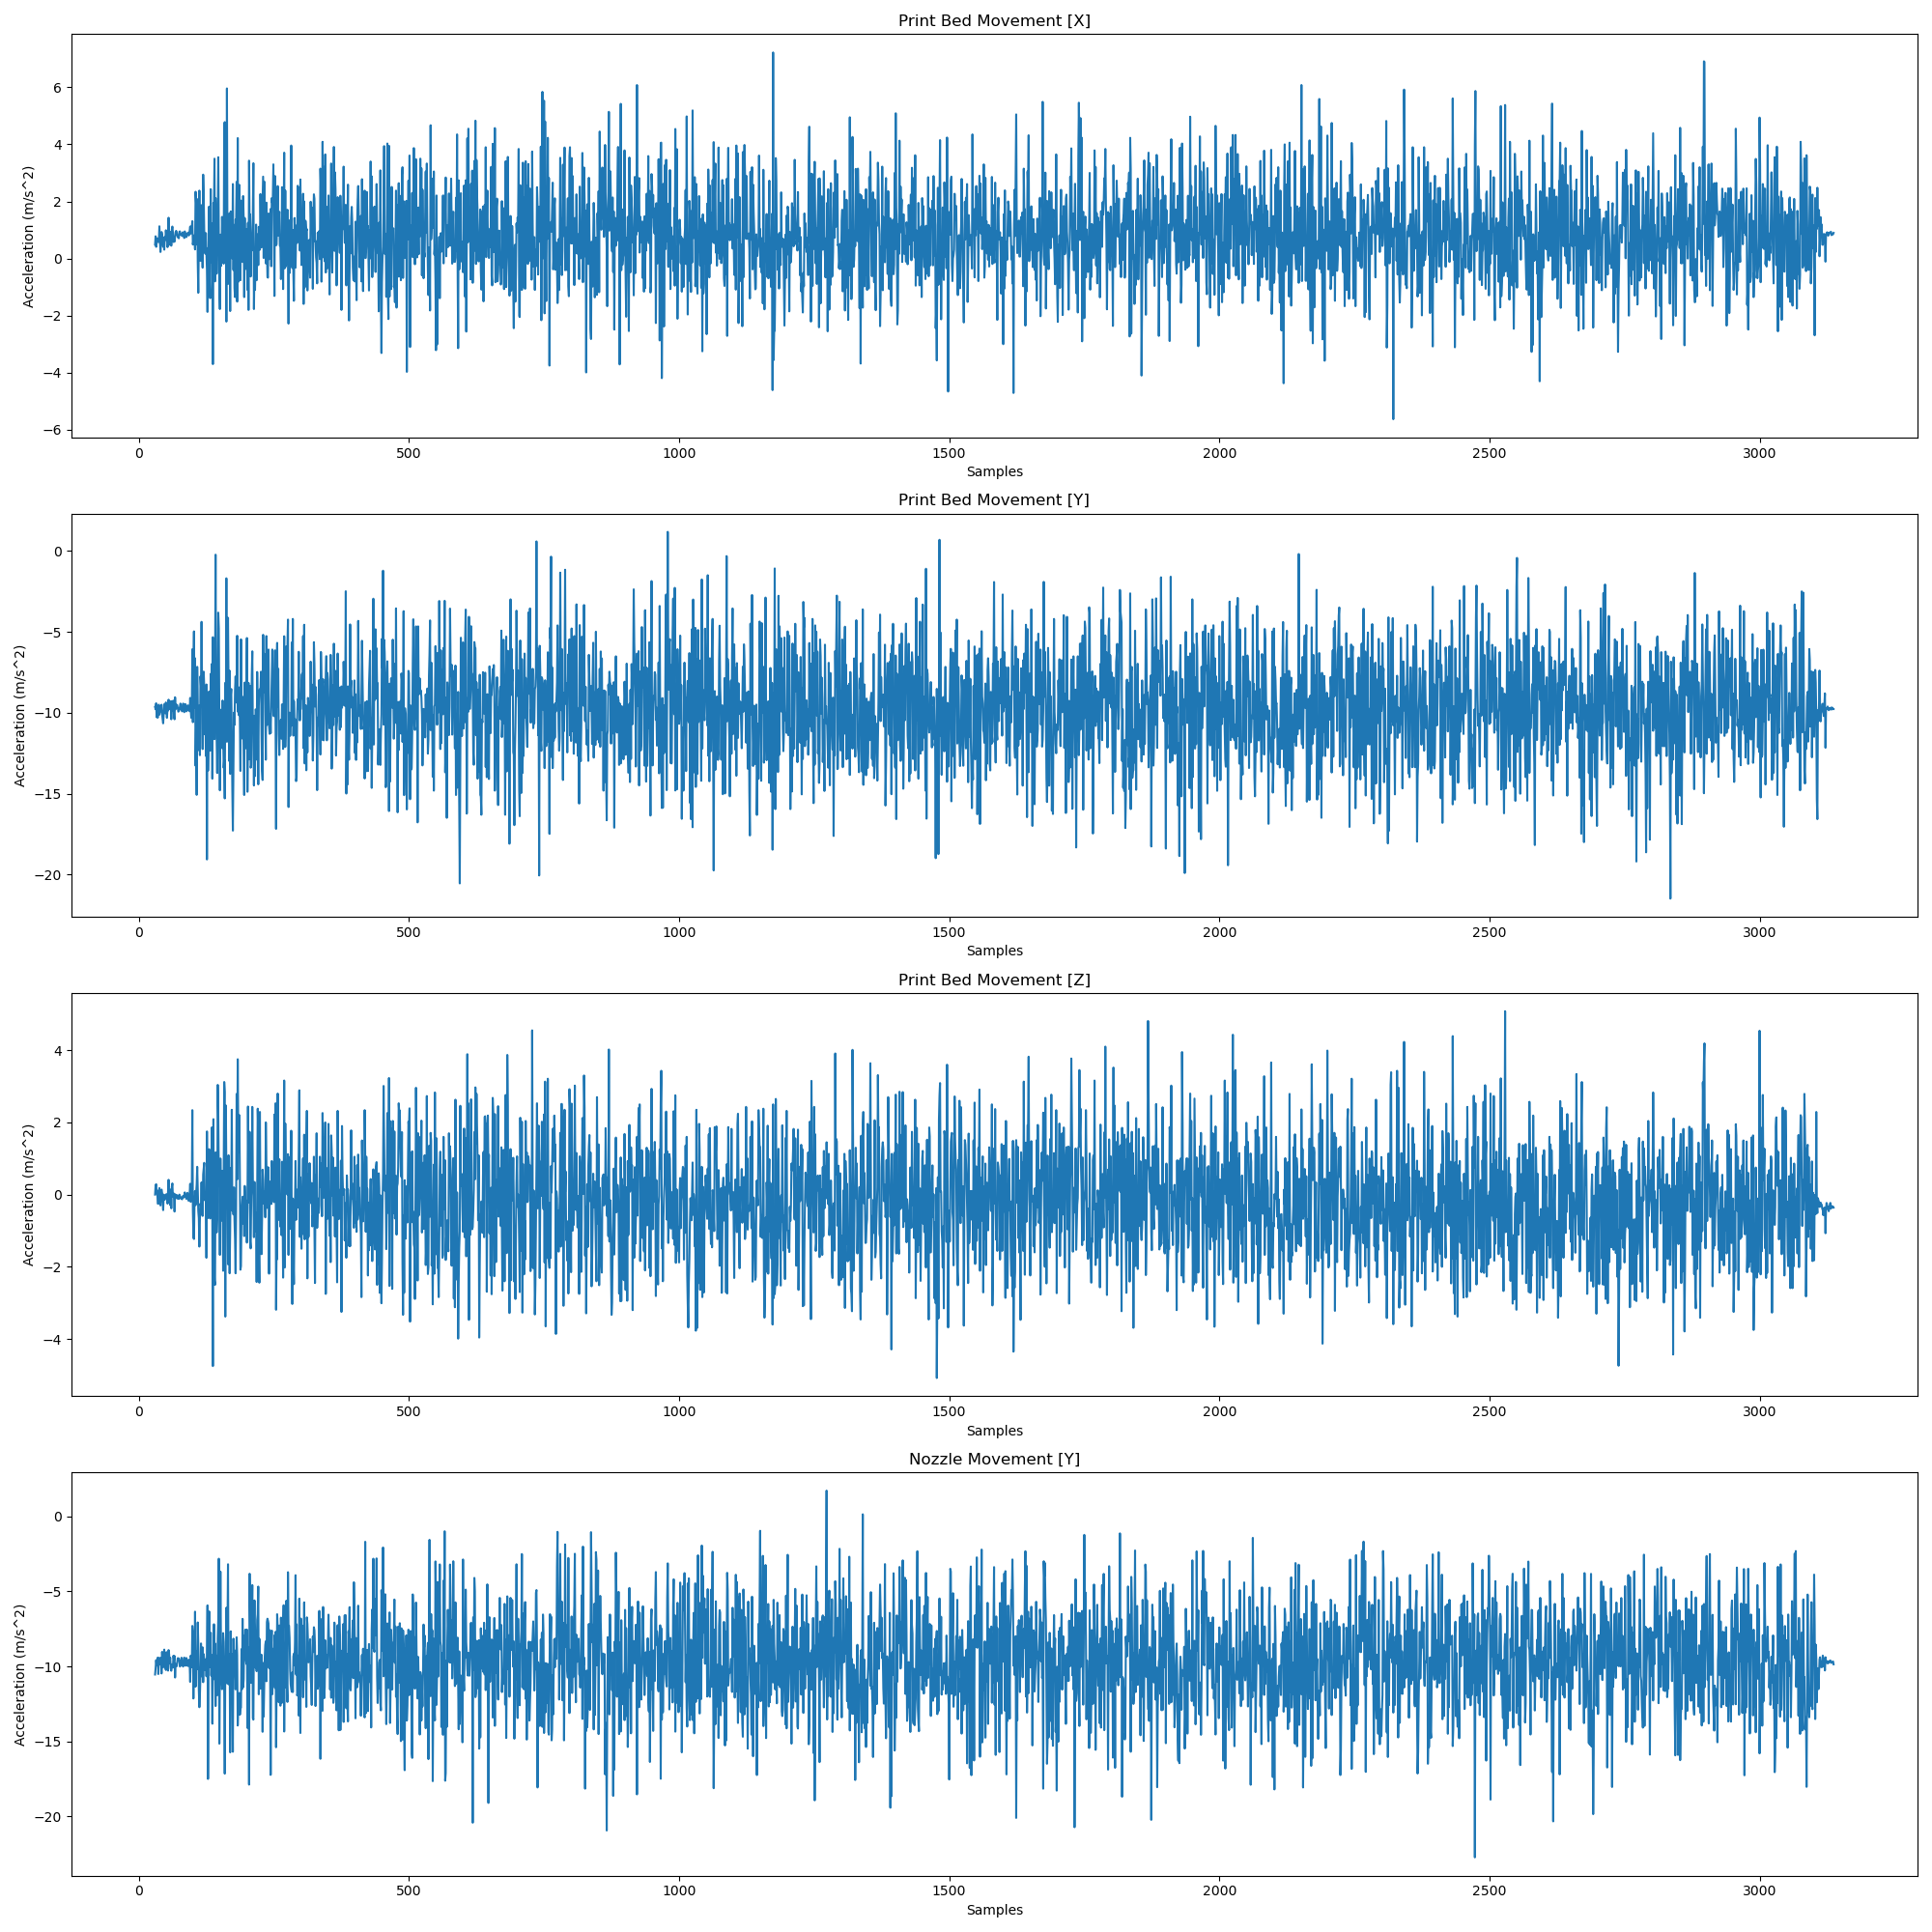 Print Bed Movement [X]
Acceleration (m/s^2)
6
4
2
0
−2
−4
−6
0 500 1000 1500 2000 2500 3000
Samples
Print Bed Movement [Y]
Acceleration (m/s^2)
0
−5
−10
−15
−20
0 500 1000 1500 2000 2500 3000
Samples
Print Bed Movement [Z]
Acceleration (m/s^2)
4
2
0
−2
−4
0 500 1000 1500 2000 2500 3000
Samples
Nozzle Movement [Y]
Acceleration (m/s^2)
0
−5
−10
−15
−20
0 500 1000 1500 2000 2500 3000
Samples